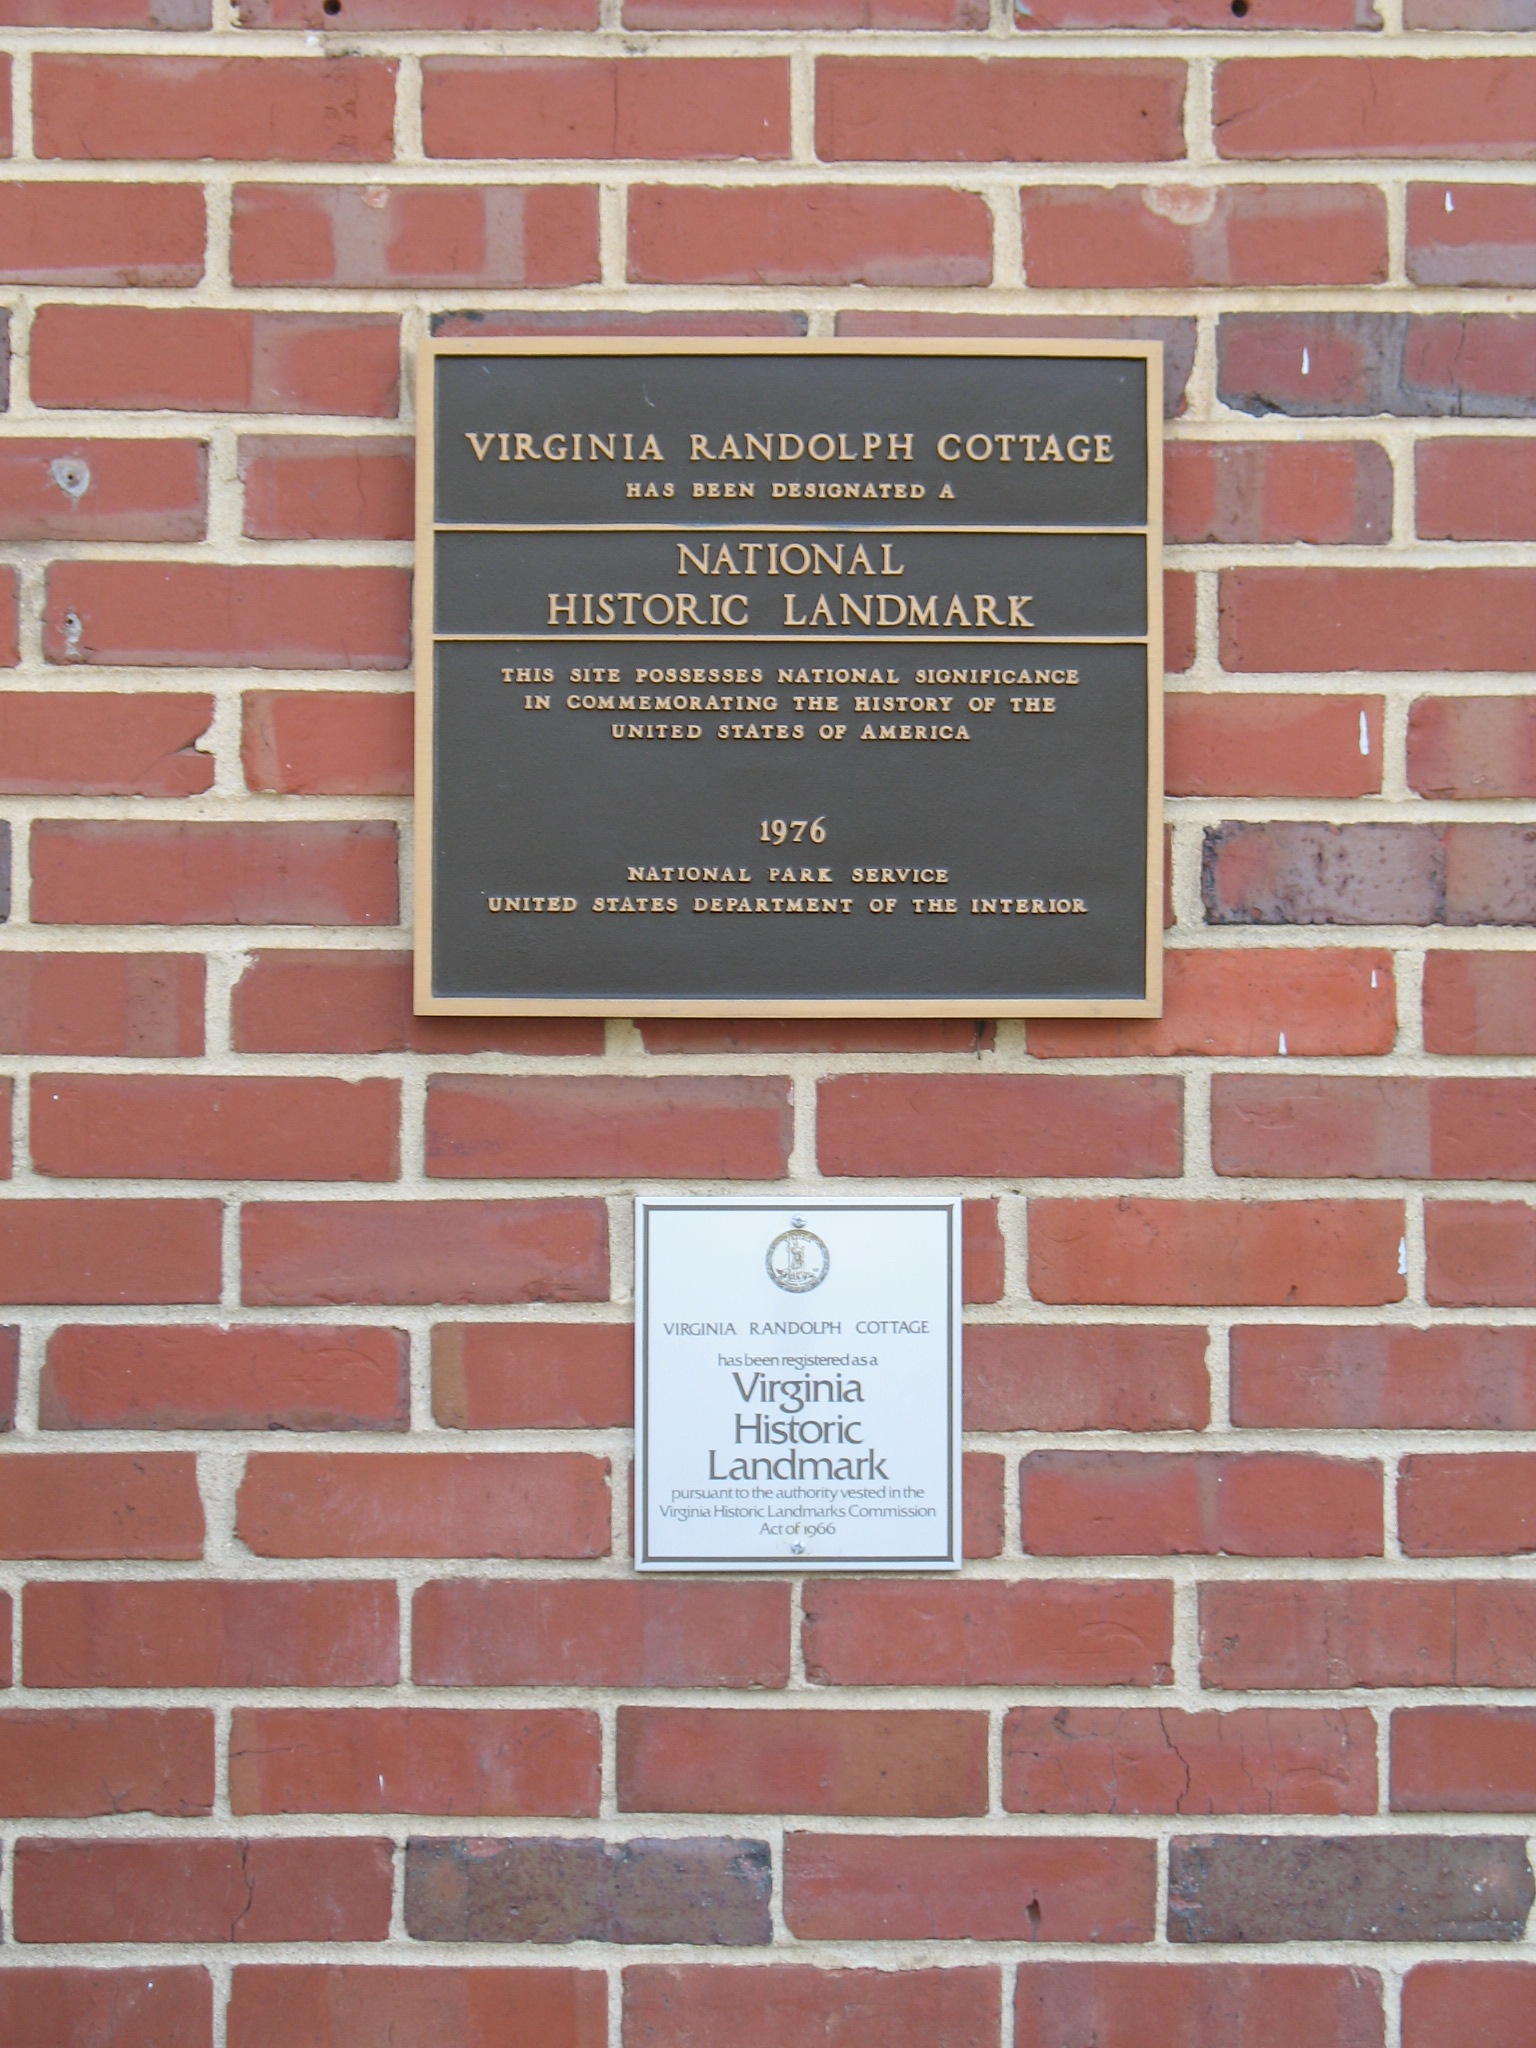 VIRGINIA RANDOLPH COTTAGE
HAS BEEN DESIGNATED A
NATIONAL
HISTORIC LANDMARK
THIS SITE POSSESSES NATIONAL SIGNIFICANCE
IN COMMEMORATING THE HISTORY OF THE
UNITED STATES OF AMERICA
1976
NATIONAL PARK SERVICE
UNITED STATES DEPARTMENT OF THE INTERIOR
VIRGINIA RANDOLPH COTTAGE
has been registered as a
Virginia
Historic
Landmark
pursuant to the authority vested in the
Virginia Historic Landmarks Commission
Act of 1966